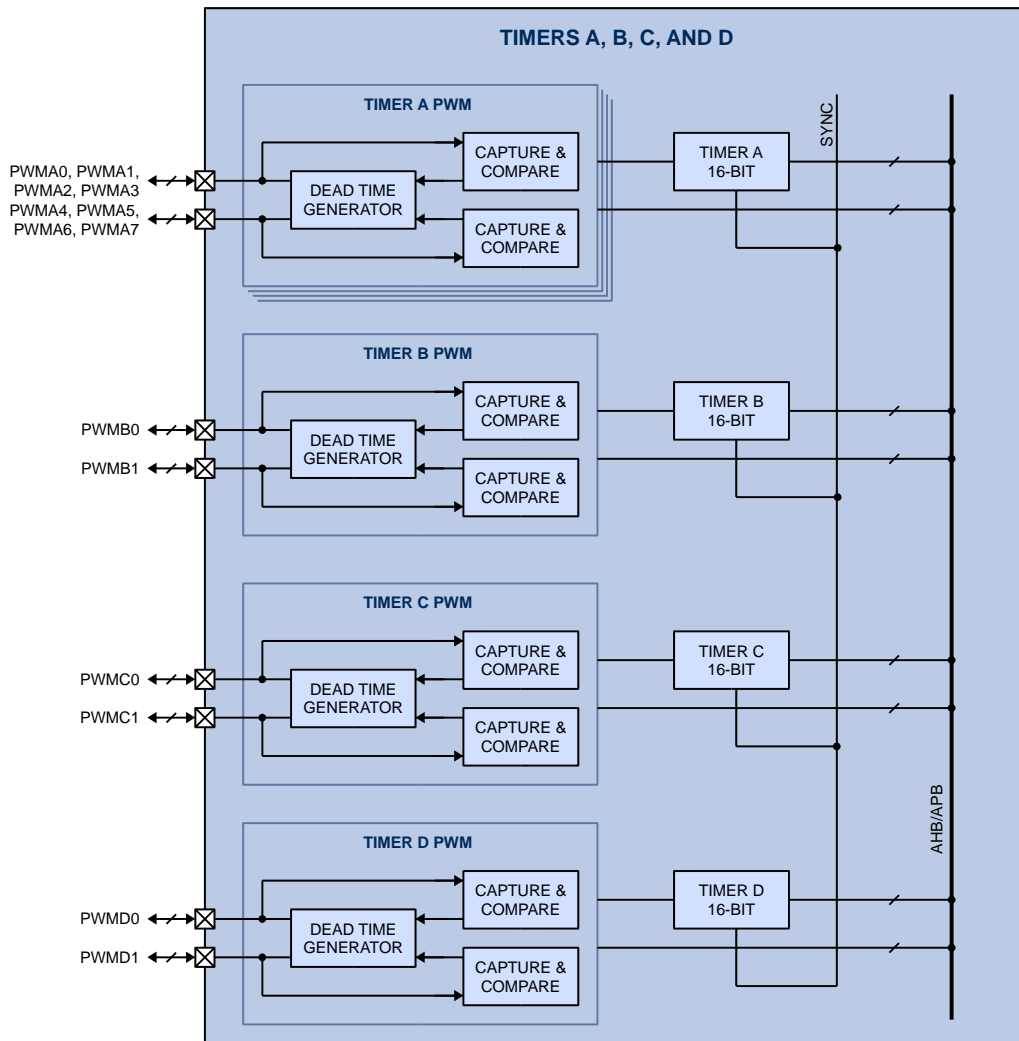 TIMERS A, B, C, AND D
TIMER A PWM
SYNC
CAPTURE &
COMPARE
TIMER A
16-BIT
PWMA0, PWMA1,
PWMA2, PWMA3
DEAD TIME
GENERATOR
PWMA4, PWMA5,
PWMA6, PWMA7
CAPTURE &
COMPARE
TIMER B PWM
CAPTURE &
COMPARE
TIMER B
16-BIT
PWMB0
DEAD TIME
GENERATOR
PWMB1
CAPTURE &
COMPARE
TIMER C PWM
CAPTURE &
COMPARE
TIMER C
16-BIT
PWMC0
DEAD TIME
GENERATOR
PWMC1
CAPTURE &
COMPARE
AHB/APB
TIMER D PWM
CAPTURE &
COMPARE
TIMER D
16-BIT
PWMD0
DEAD TIME
GENERATOR
PWMD1
CAPTURE &
COMPARE